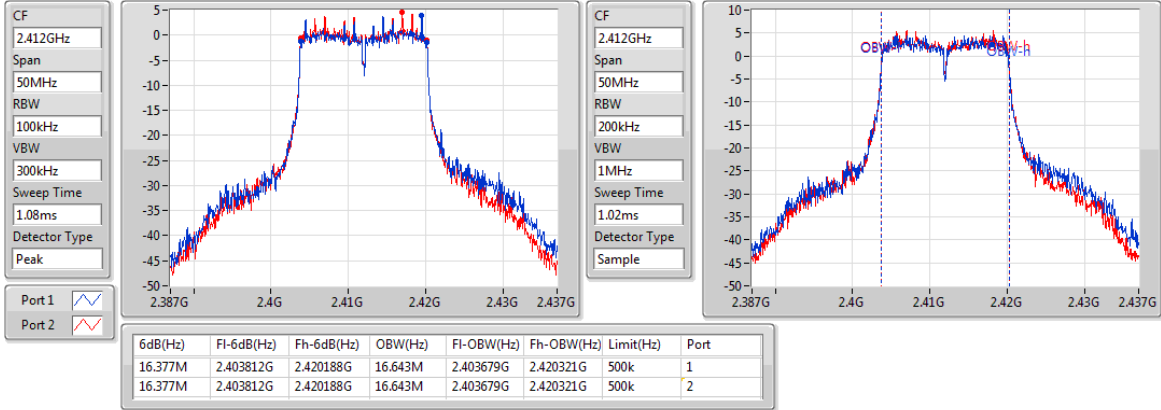 CF
2.412GHz
Span
50MHz
RBW
100kHz
VBW
300kHz
Sweep Time
1.08ms
Detector Type
Peak
Port 1
Port 2
5
0
-5
-10
-15
-20
-25
-30
-35
-40
-45
-50
2.387G 2.4G 2.41G 2.42G 2.43G 2.437G
CF
2.412GHz
Span
50MHz
RBW
200kHz
VBW
1MHz
Sweep Time
1.02ms
Detector Type
Sample
10
5
0
-5
-10
-15
-20
-25
-30
-35
-40
-45
-50
OBW-h
2.387G 2.4G 2.41G 2.42G 2.43G 2.437G
6dB(Hz) Fl-6dB(Hz) Fh-6dB(Hz) OBW(Hz) Fl-OBW(Hz) Fh-OBW(Hz) Limit(Hz) Port
16.377M 2.403812G 2.420188G 16.643M 2.403679G 2.420321G 500k 1
16.377M 2.403812G 2.420188G 16.643M 2.403679G 2.420321G 500k 2